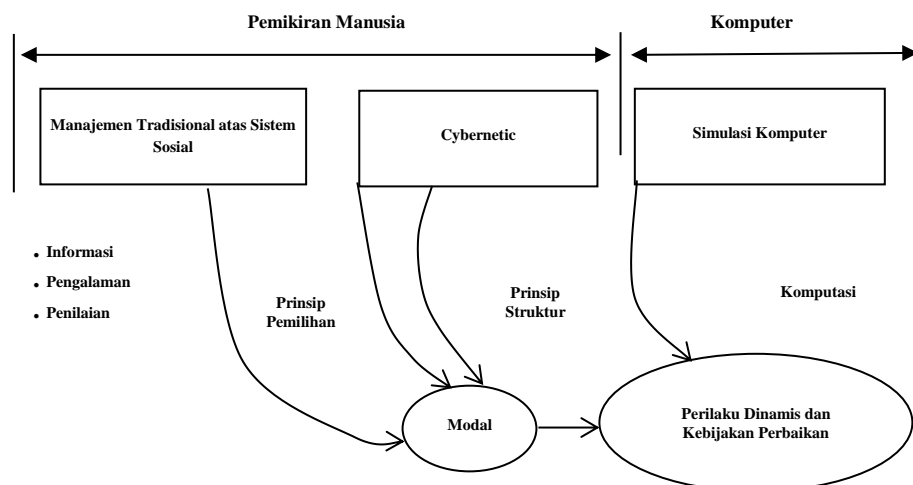 Pemikiran Manusia
Komputer
Manajemen Tradisional atas Sistem
Sosial
Cybernetic
Simulasi Komputer
• Informasi
• Pengalaman
• Penilaian
Prinsip
Pemilihan
Prinsip
Struktur
Komputasi
Modal
Perilaku Dinamis dan
Kebijakan Perbaikan